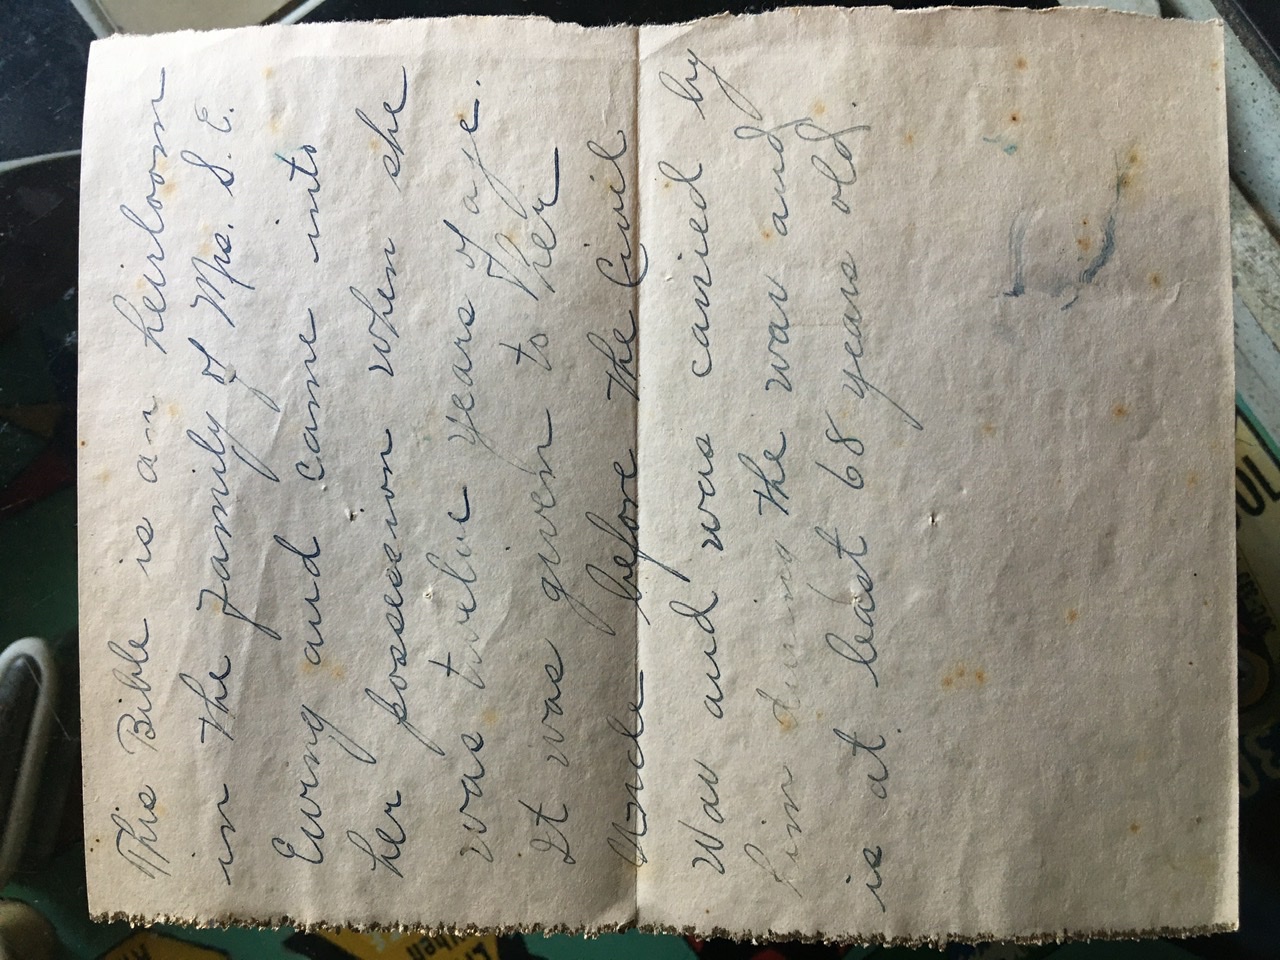 This Bible is an heirloom
in the family of Mrs. S. E.
Ewing and came into
her possession when she
was twelve years of age.
It was given to her
Uncle before the Civil
War and was carried by
him during the war and
is at least 68 years old.
10